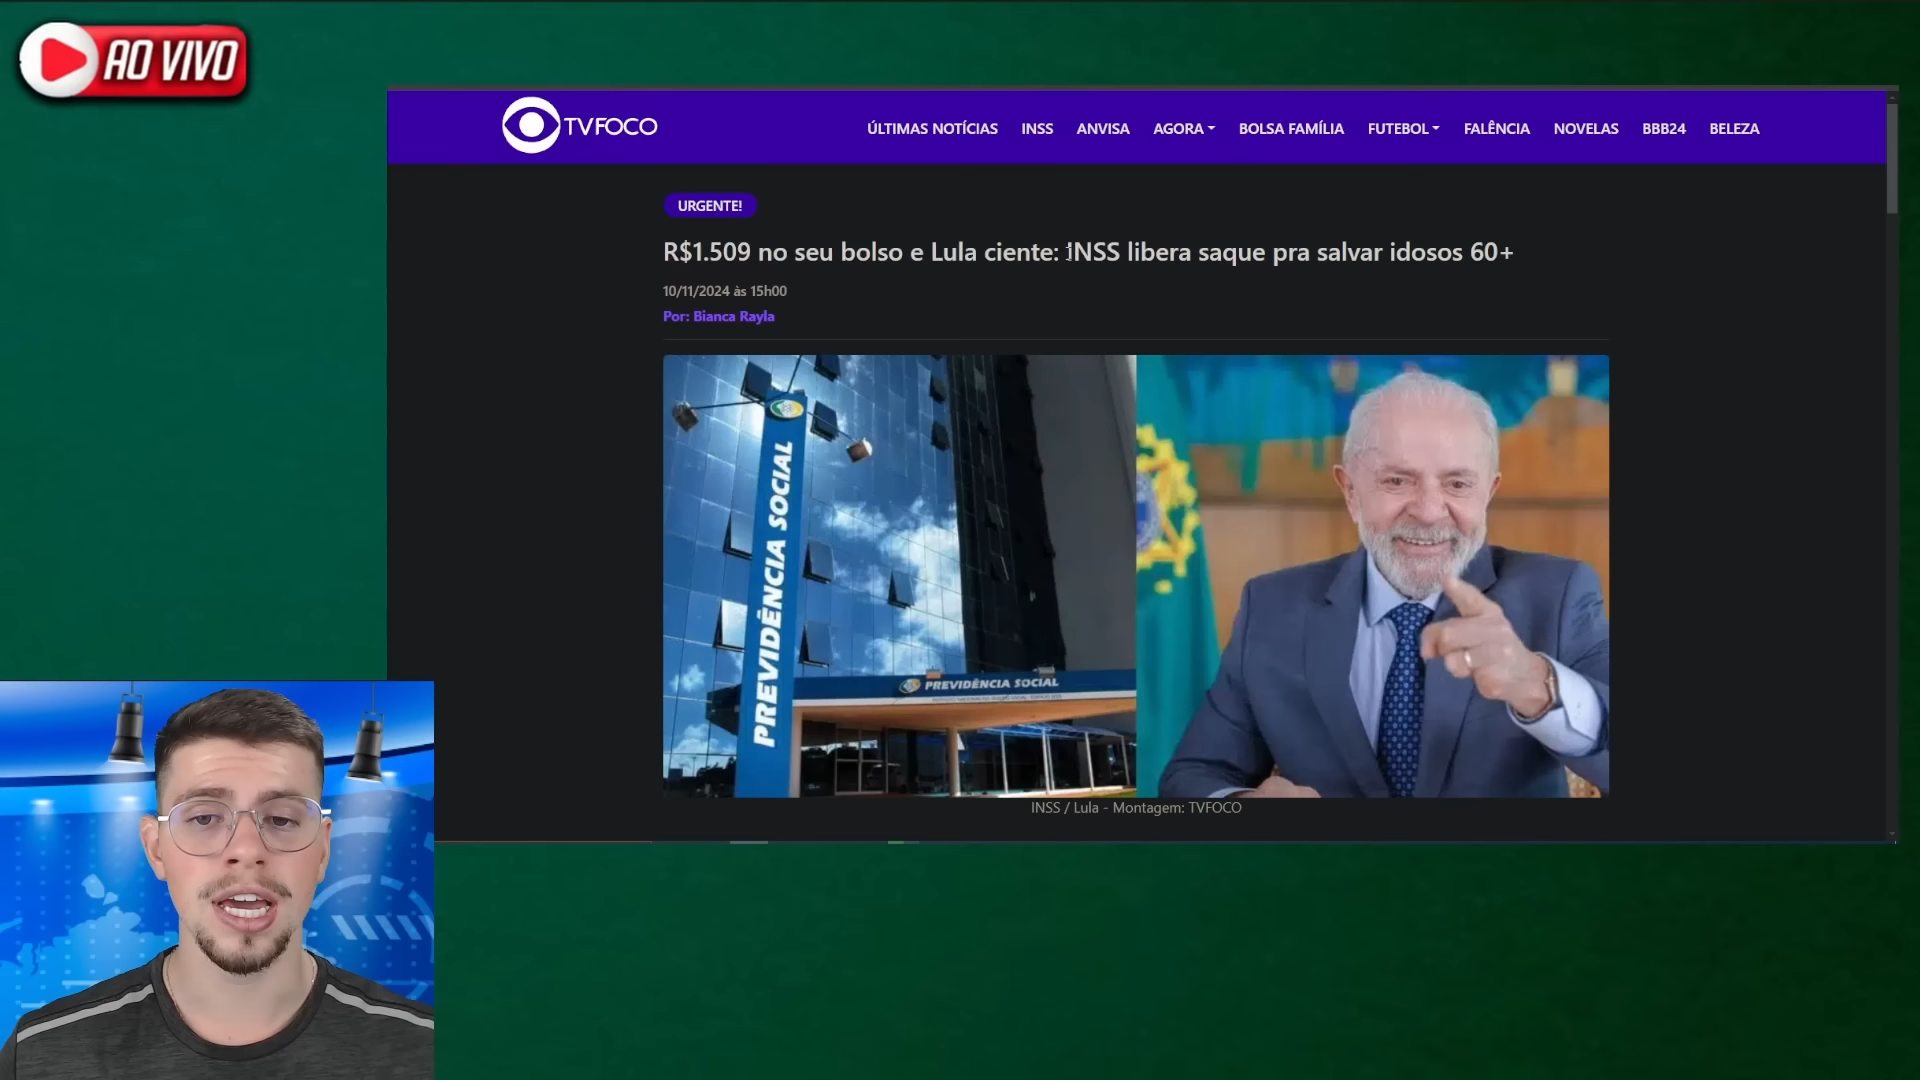 AO VIVO
TVFOCO
ÚLTIMAS NOTÍCIAS INSS ANVISA AGORA BOLSA FAMÍLIA FUTEBOL FALÊNCIA NOVELAS BBB24 BELEZA
URGENTE!
R$1.509 no seu bolso e Lula ciente: INSS libera saque pra salvar idosos 60+
10/11/2024 às 15h00
Por: Bianca Rayla
PREVIDÊNCIA SOCIAL
PREVIDÊNCIA SOCIAL
INSS / Lula - Montagem: TVFOCO